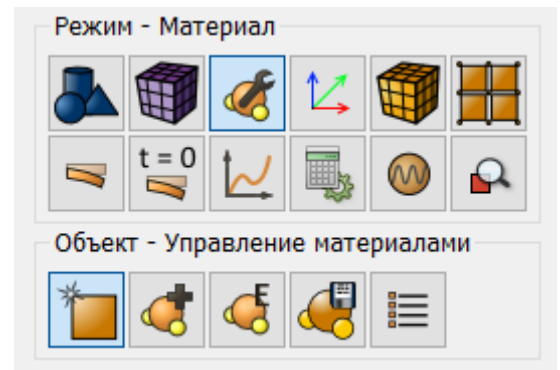 Режим - Материал
t = 0
Объект - Управление материалами
E